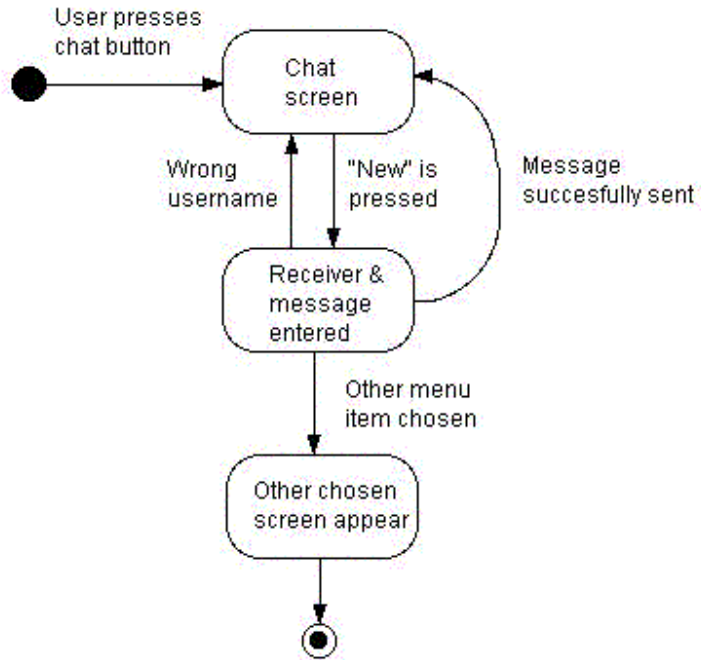 User presses
chat button
Chat
screen
Wrong
username
"New" is
pressed
Message
succesfully sent
Receiver &
message
entered
Other menu
item chosen
Other chosen
screen appear